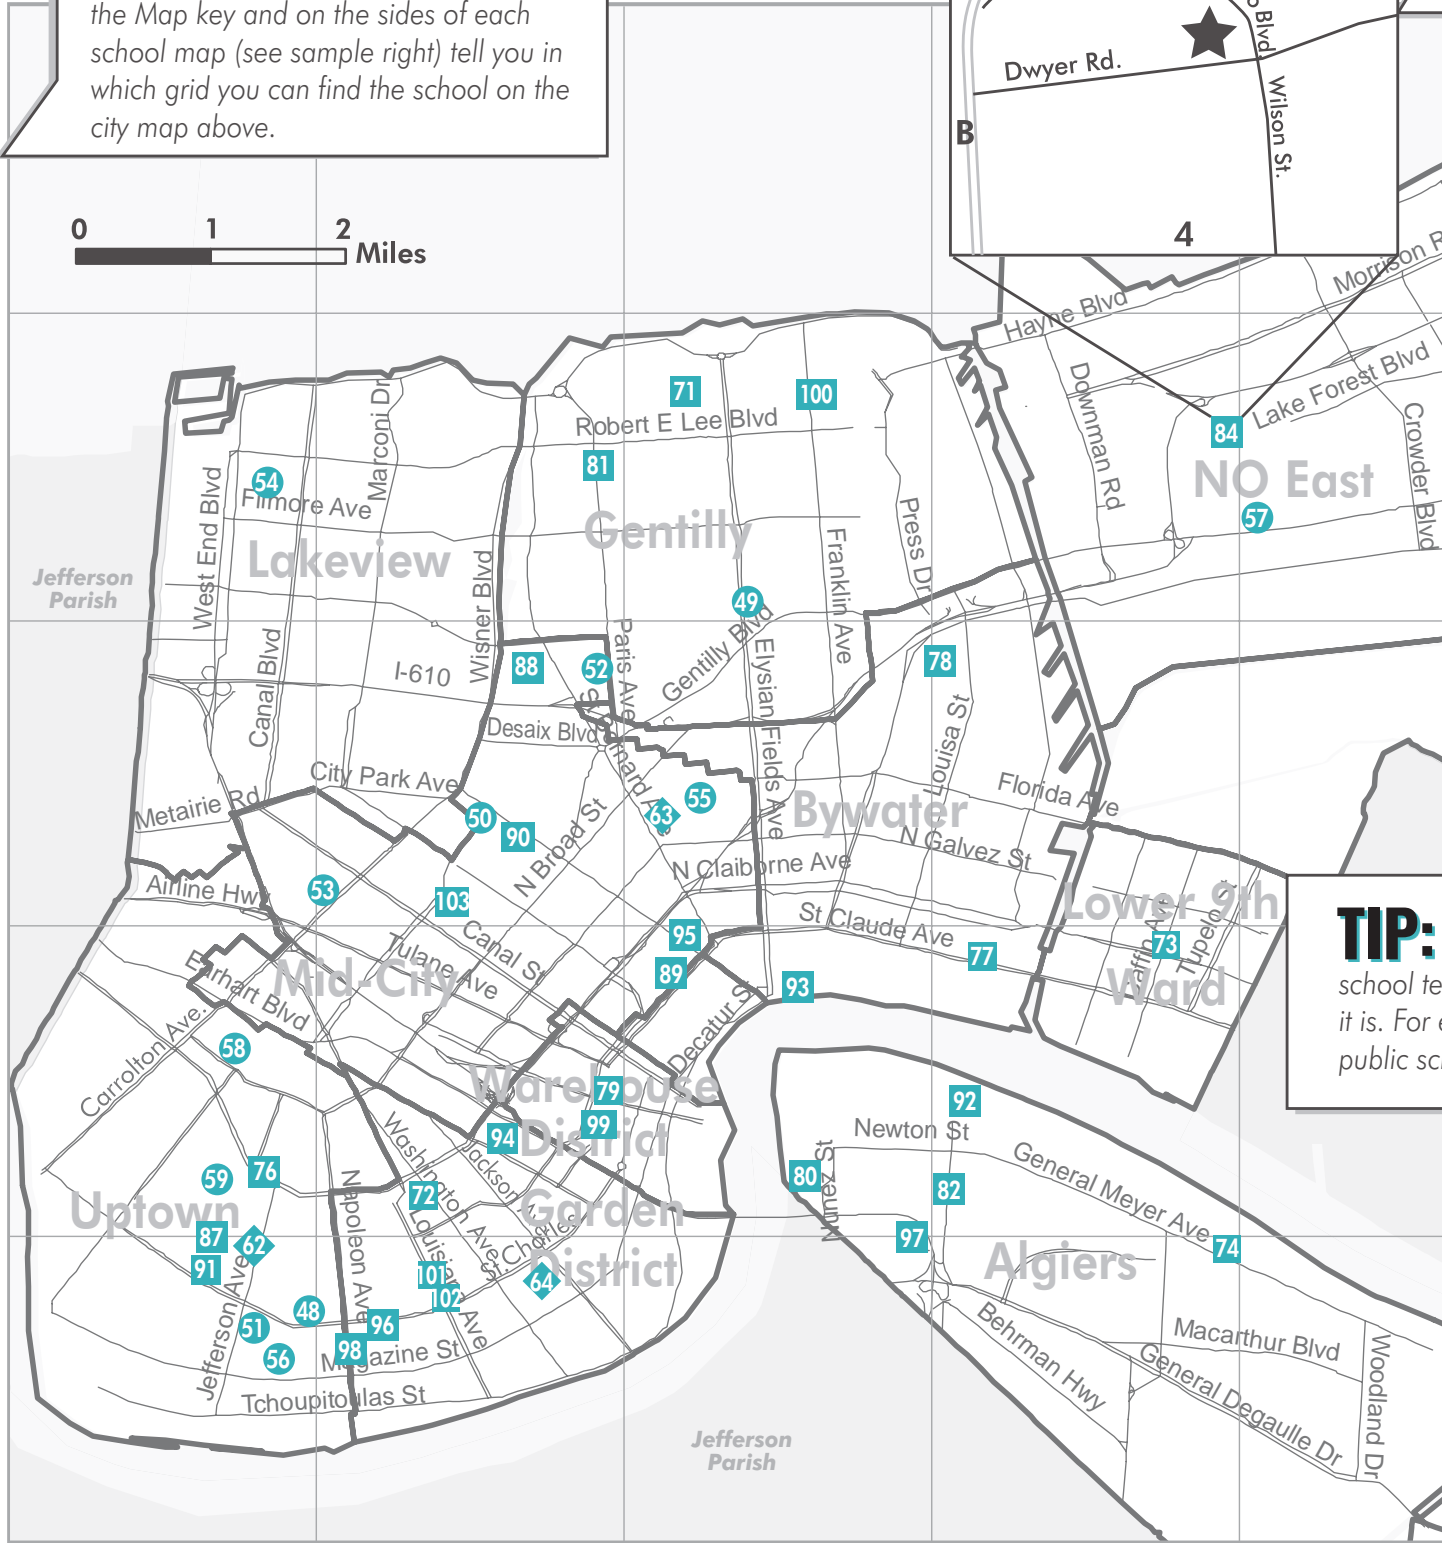 the Map key and on the sides of each
school map (see sample right) tell you in
which grid you can find the school on the
city map above.
0 1 2
Miles
Blvd.
Dwyer Rd.
Wilson St.
B
4
Morrison
Hayne Blvd
Downman Rd
Lake Forest Blvd
Crowder Blvd
84
NO East
57
71
100
Robert E Lee Blvd
81
Marconi Dr
54
Filmore Ave
West End Blvd
Lakeview
Gentilly
Press Dr
Franklin Ave
Jefferson
Parish
Wisner Blvd
49
Gentilly Blvd
Canal Blvd
I-610
88
52
Paris Ave
Elysian Fields Ave
78
Louisa St
Desaix Blvd
City Park Ave
Metairie Rd
50
90
N Broad St
63
55
Bywater
Florida Ave
N Galvez St
N Claiborne Ave
Airline Hwy
53
103
Canal St
Tulane Ave
Mid-City
Earhart Blvd
95
89
St Claude Ave
77
93
Lower 9th
Ward
73
Tupelo
TIP:
school te
it is. For e
public sc
Carrolton Ave.
58
Decatur St
Warehouse
District
79
99
94
92
Newton St
80
Nunez St
82
General Meyer Ave
97
74
Algiers
59
76
Uptown
87
62
91
Napoleon Ave
72
Washington Ave
Jackson
Garden
District
St. Charles
64
101
102
48
51
56
96
98
Jefferson Ave
Magazine St
Tchoupitoulas St
Behrman Hwy
Macarthur Blvd
General Degaulle Dr
Woodland Dr
Jefferson
Parish